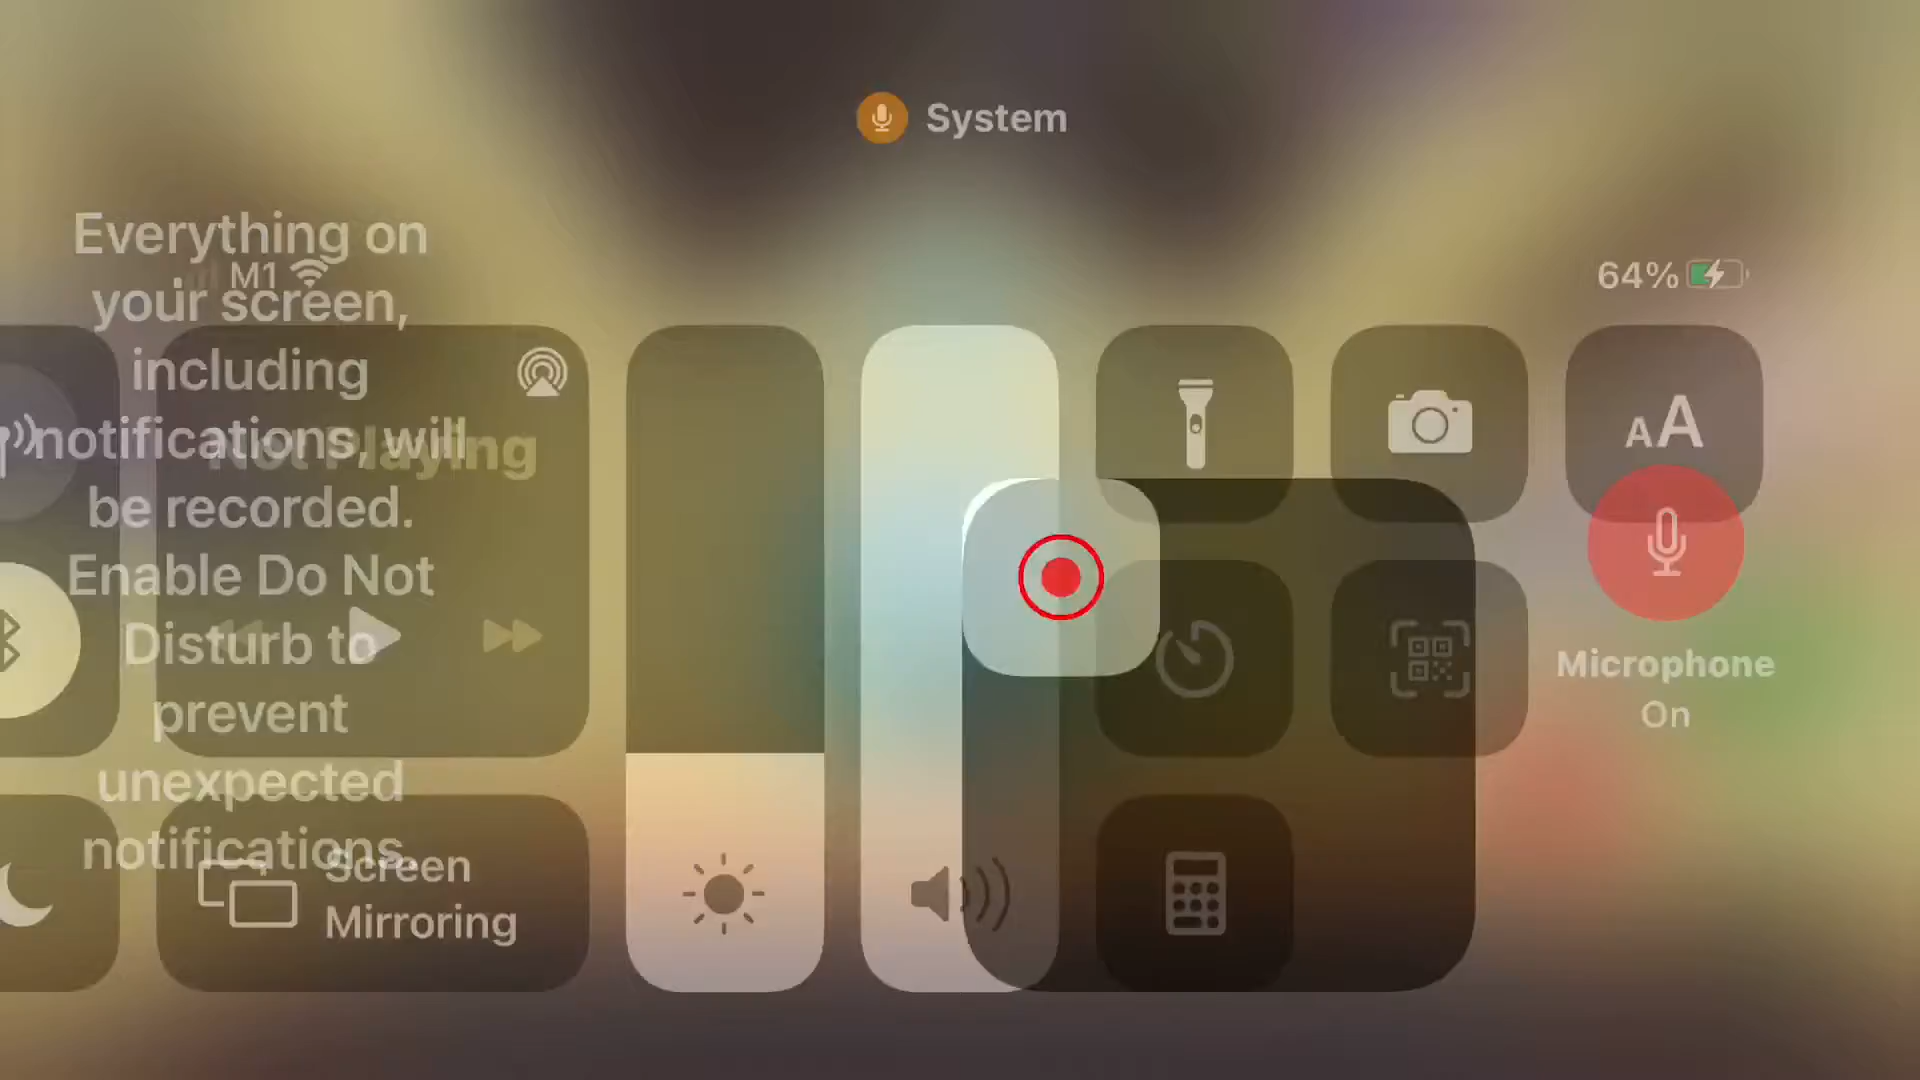 System
M1
64%
Everything on
your screen,
including
notifications, will
be recorded.
Enable Do Not
Disturb to
prevent
unexpected
notifications.
Not Playing
AA
Microphone
On
Screen
Mirroring